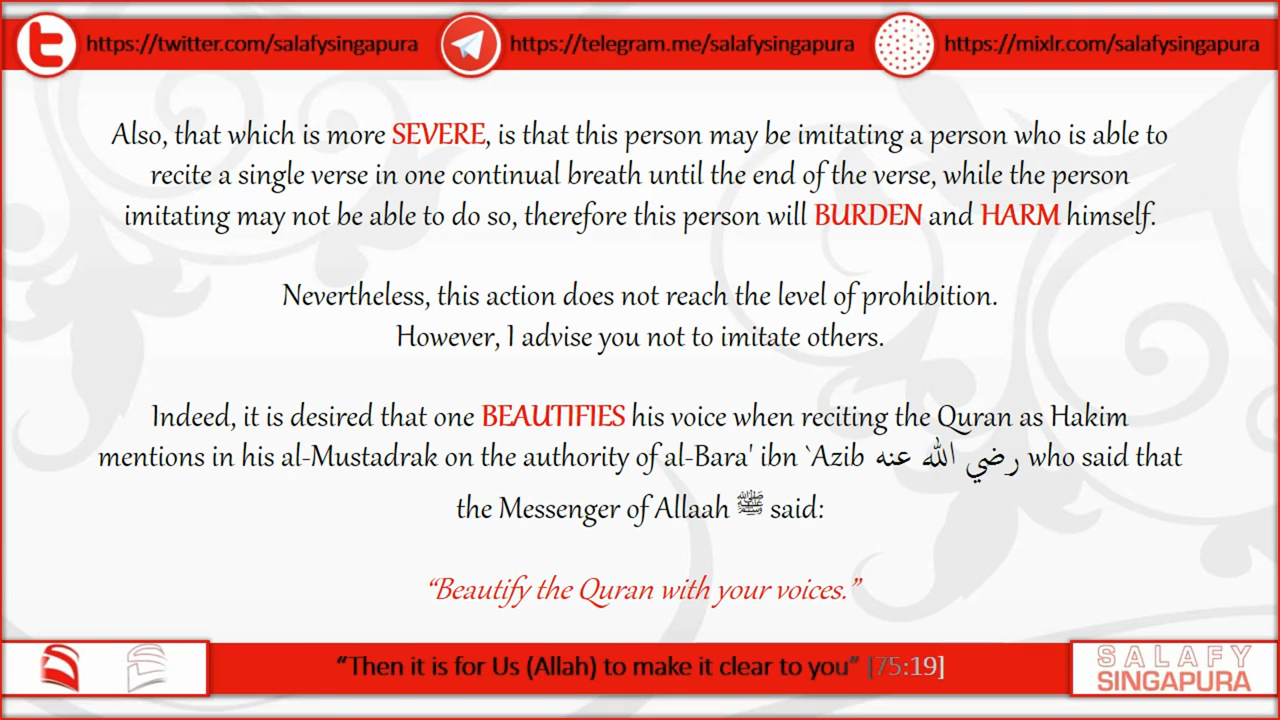 https://twitter.com/salafysingapura
https://telegram.me/salafysingapura
https://mixlr.com/salafysingapura
Also, that which is more SEVERE, is that this person may be imitating a person who is able to
recite a single verse in one continual breath until the end of the verse, while the person
imitating may not be able to do so, therefore this person will BURDEN and HARM himself.
Nevertheless, this action does not reach the level of prohibition.
However, I advise you not to imitate others.
Indeed, it is desired that one BEAUTIFIES his voice when reciting the Quran as Hakim
mentions in his al-Mustadrak on the authority of al-Bara' ibn `Azib رضي الله عنه who said that
the Messenger of Allaah ﷺ said:
“Beautify the Quran with your voices.”
“Then it is for Us (Allah) to make it clear to you” [75:19]
SALAFY
SINGAPURA